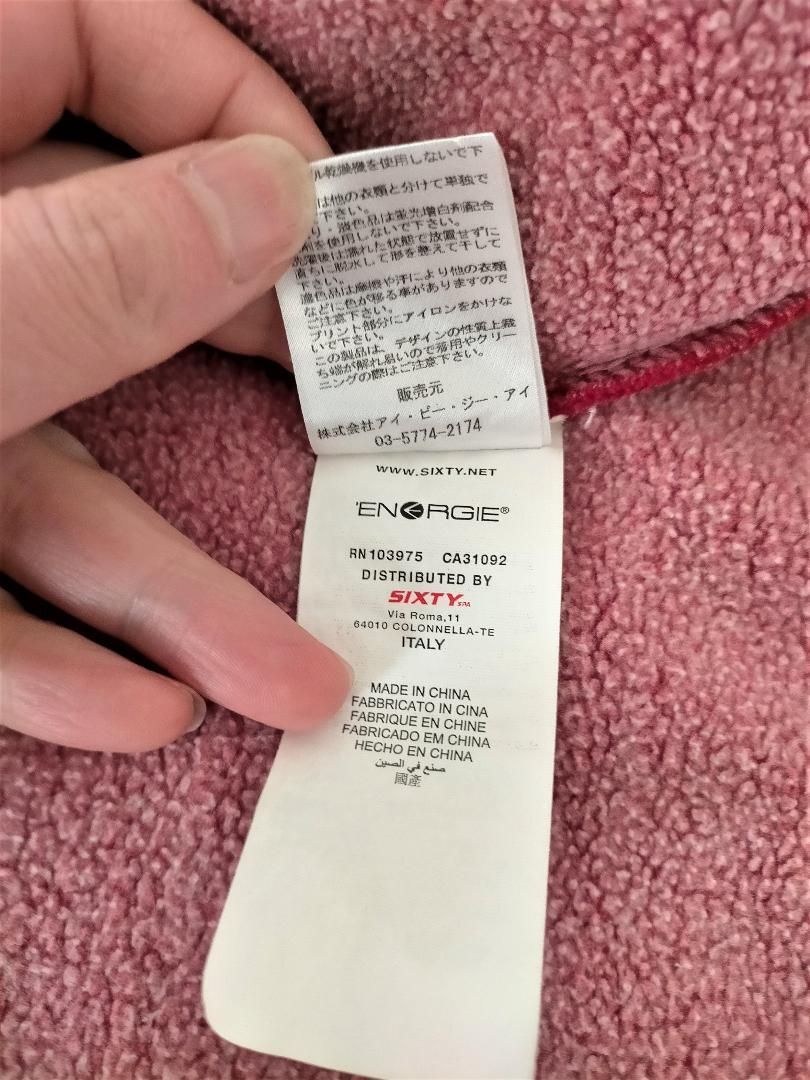 ル乾燥機を使用しないで下
は他の衣類と分けて単独で
下さい。
り・淡色品は蛍光増白剤配合
剤を使用しないで下さい。
洗濯後は濡れた状態で放置せずに
直ちに脱水して形を整えて干して
下さい。
濃色品は摩擦や汗により他の衣類
などに色が移る事がありますので
ご注意下さい。
プリント部分にアイロンをかけな
いで下さい。
この製品は、デザインの性質上裁
ち端が解れ易いので着用やクリー
ニングの際はご注意下さい。
販売元
株式会社アイ・ビー・ジー・アイ
03-5774-2174
WWW.SIXTY.NET
'ENERGIE®
RN103975 CA31092
DISTRIBUTED BY
SIXTY SPA
Via Roma,11
64010 COLONNELLA-TE
ITALY
MADE IN CHINA
FABBRICATO IN CINA
FABRIQUE EN CHINE
FABRICADO EM CHINA
HECHO EN CHINA
صنع في الصين
國產